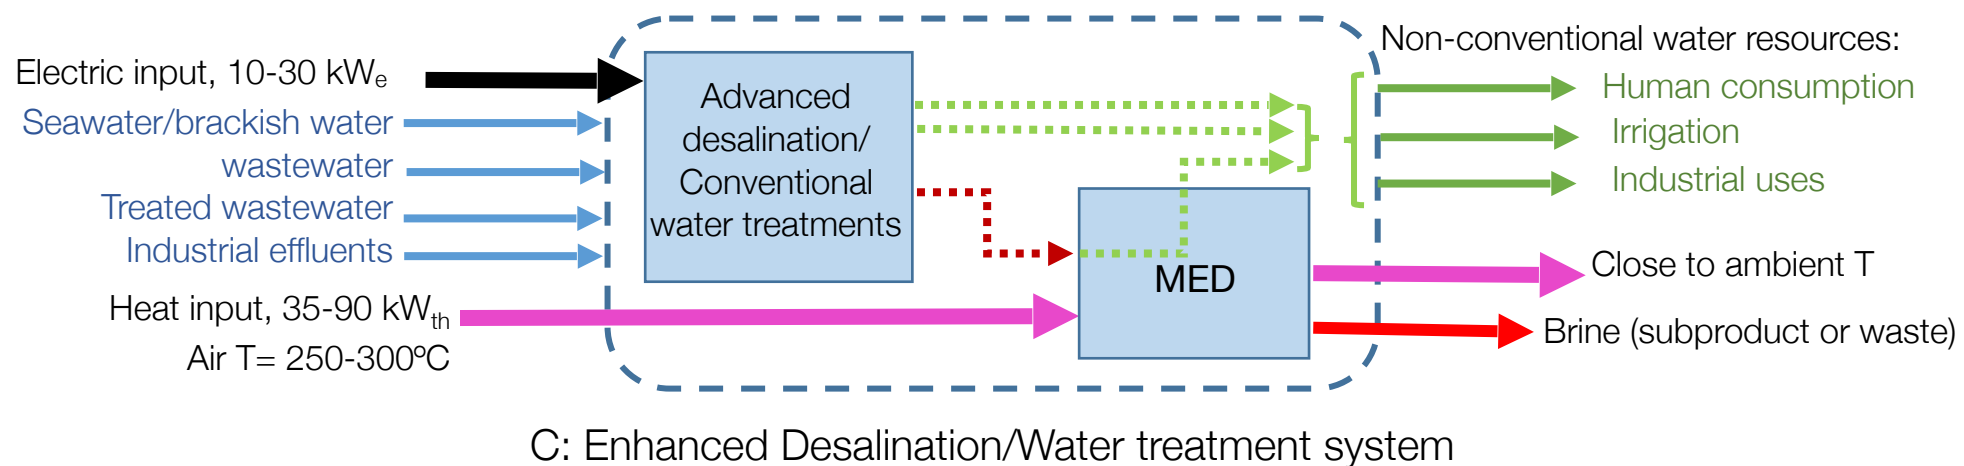 Electric input, 10-30 kWe
Seawater/brackish water
wastewater
Treated wastewater
Industrial effluents
Heat input, 35-90 kWth
Air T= 250-300ºC
Advanced
desalination/
Conventional
water treatments
MED
Non-conventional water resources:
Human consumption
Irrigation
Industrial uses
Close to ambient T
Brine (subproduct or waste)
C: Enhanced Desalination/Water treatment system